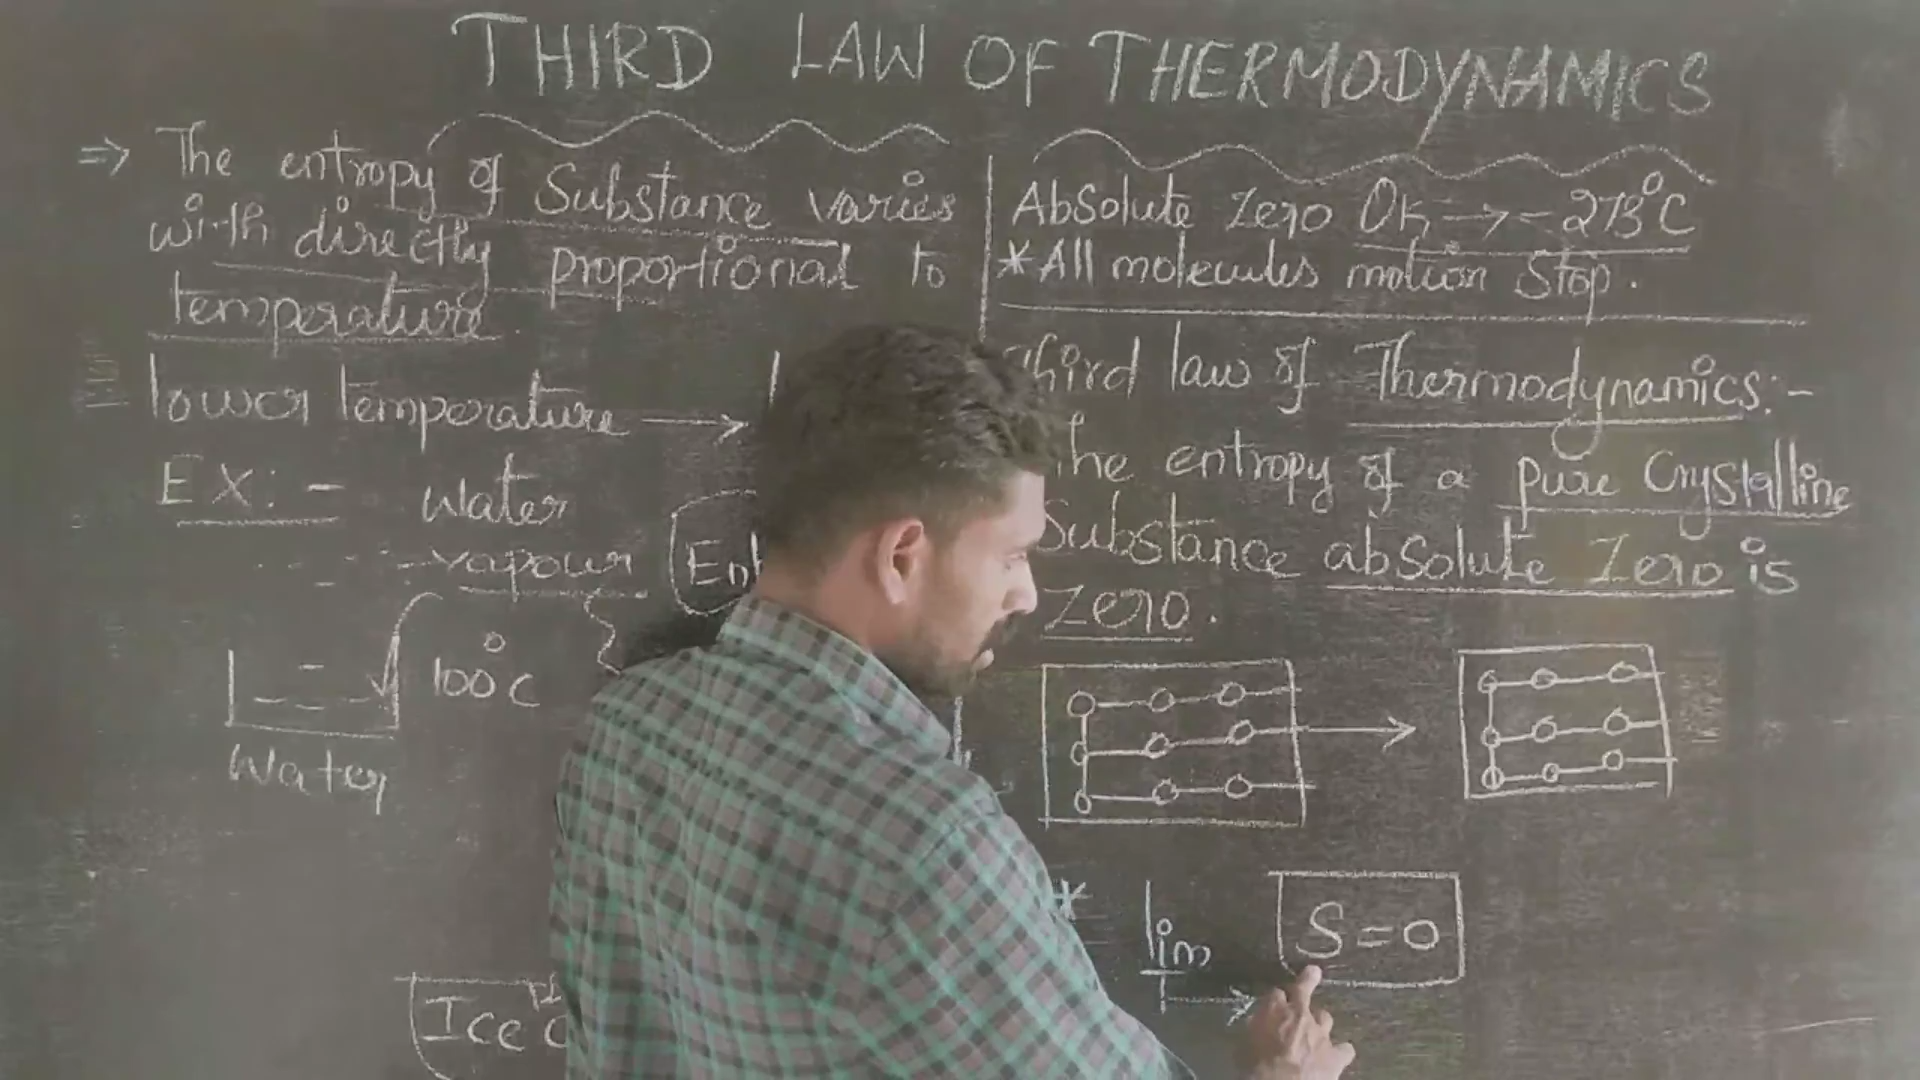 THIRD LAW OF THERMODYNAMICS
=> The entropy of Substance varies
with directly proportional to
temperature.
lower temperature →
EX:- Water
vapour
100°C
Water
Ice
Absolute Zero 0k → -273°C
*All molecules motion Stop.
Third law of Thermodynamics:-
The entropy of a pure Crystalline
Substance absolute Zero is
Zero.
* lim S=0
T→